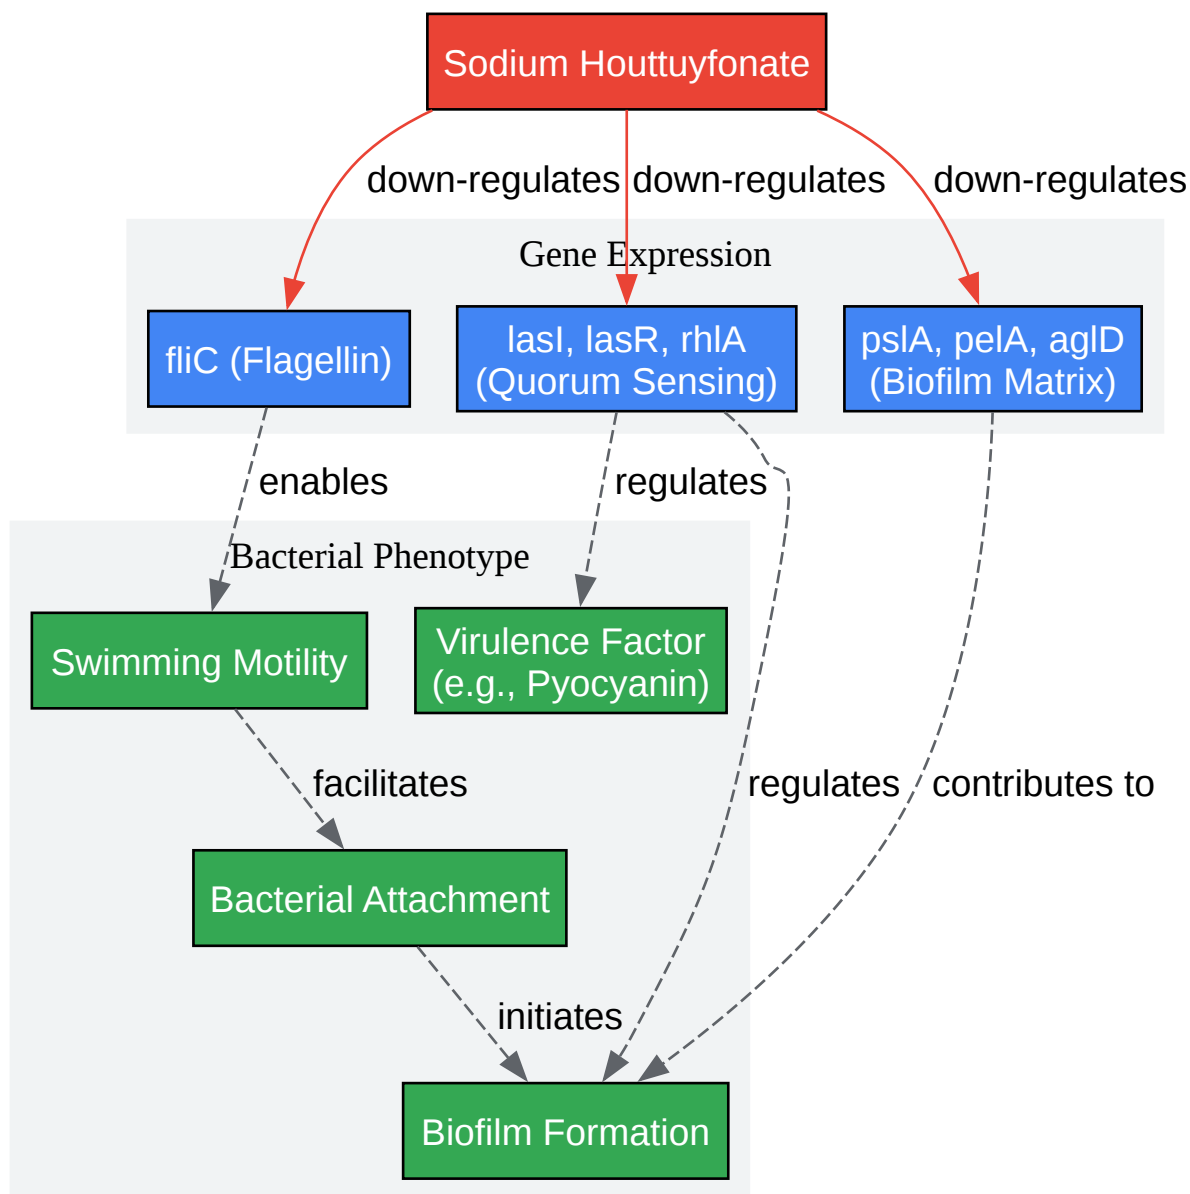 Sodium Houttuyfonate
down-regulates
down-regulates
down-regulates
Gene Expression
fliC (Flagellin)
lasI, lasR, rhlA
(Quorum Sensing)
pslA, pelA, aglD
(Biofilm Matrix)
enables
regulates
Bacterial Phenotype
Swimming Motility
Virulence Factor
(e.g., Pyocyanin)
facilitates
regulates
contributes to
Bacterial Attachment
initiates
Biofilm Formation